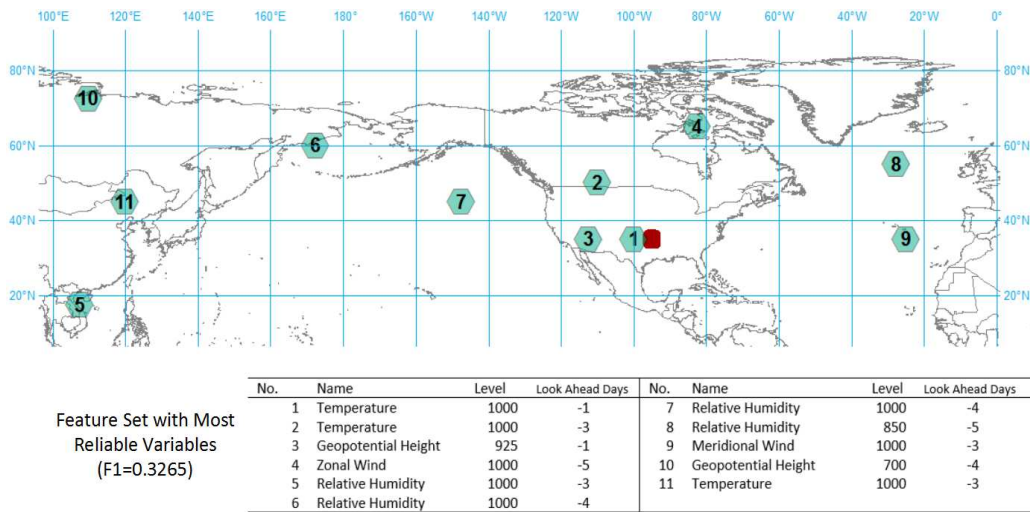 100°E 120°E 140°E 160°E 180° 160°W 140°W 120°W 100°W 80°W 60°W 40°W 20°W 0°
80°N 80°N
60°N 60°N
40°N 40°N
20°N 20°N
10
4
6
8
2
11
7
3
1
9
5
No. Name Level Look Ahead Days No. Name Level Look Ahead Days
1 Temperature 1000 -1 7 Relative Humidity 1000 -4
2 Temperature 1000 -3 8 Relative Humidity 850 -5
3 Geopotential Height 925 -1 9 Meridional Wind 1000 -3
4 Zonal Wind 1000 -5 10 Geopotential Height 700 -4
5 Relative Humidity 1000 -3 11 Temperature 1000 -3
6 Relative Humidity 1000 -4
Feature Set with Most
Reliable Variables
(F1=0.3265)